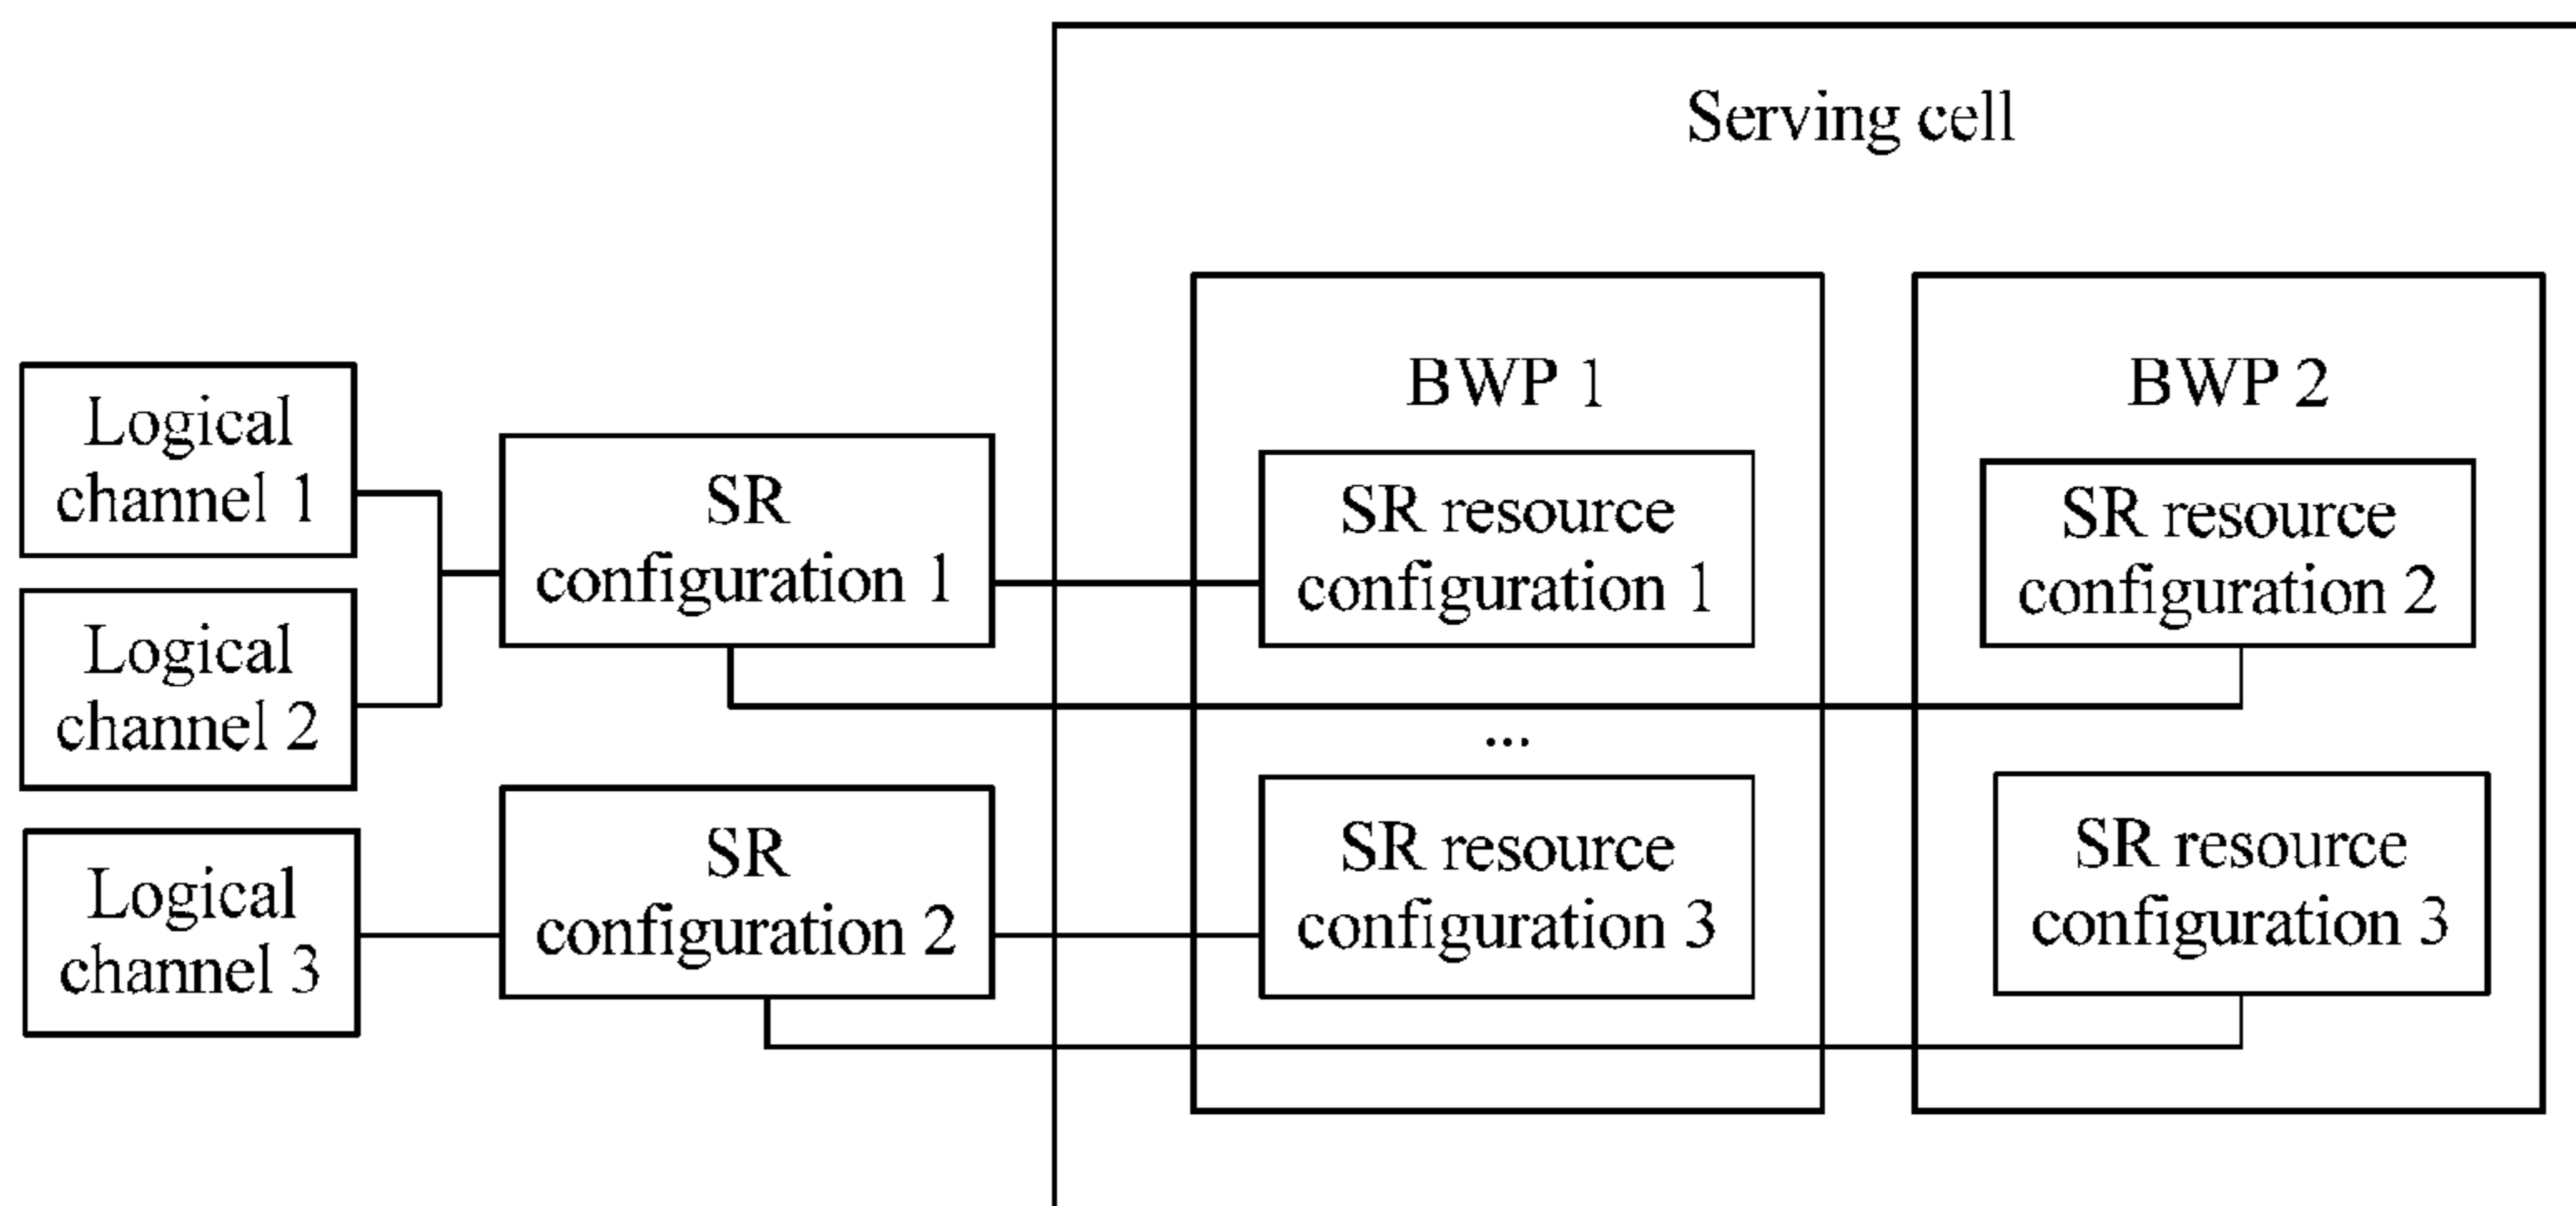 Serving cell
BWP 1
BWP 2
Logical
channel 1
SR
configuration 1
SR resource
configuration 1
SR resource
configuration 2
Logical
channel 2
...
Logical
channel 3
SR
configuration 2
SR resource
configuration 3
SR resource
configuration 3